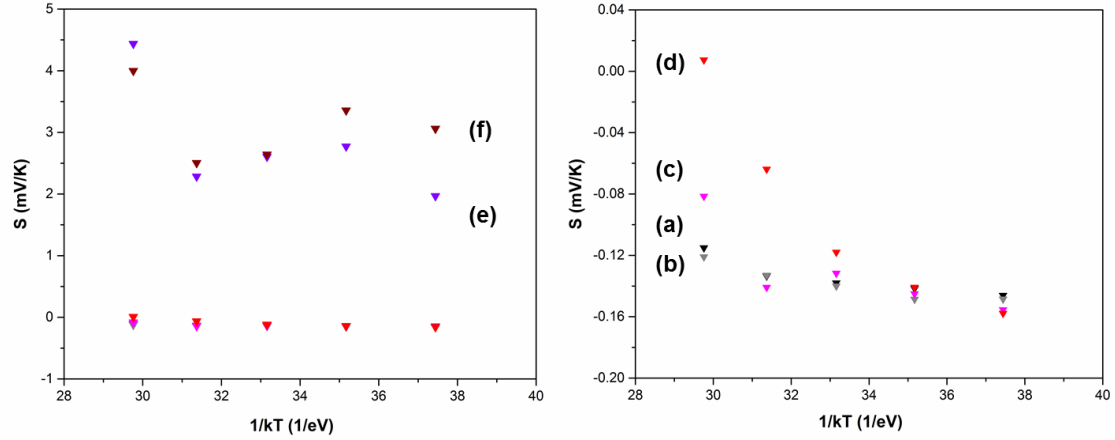 5
4
3
2
1
0
-1
S (mV/K)
(f)
(e)
28 30 32 34 36 38 40
1/kT (1/eV)
0.04
0.00
-0.04
-0.08
-0.12
-0.16
-0.20
S (mV/K)
(d)
(c)
(a)
(b)
28 30 32 34 36 38 40
1/kT (1/eV)